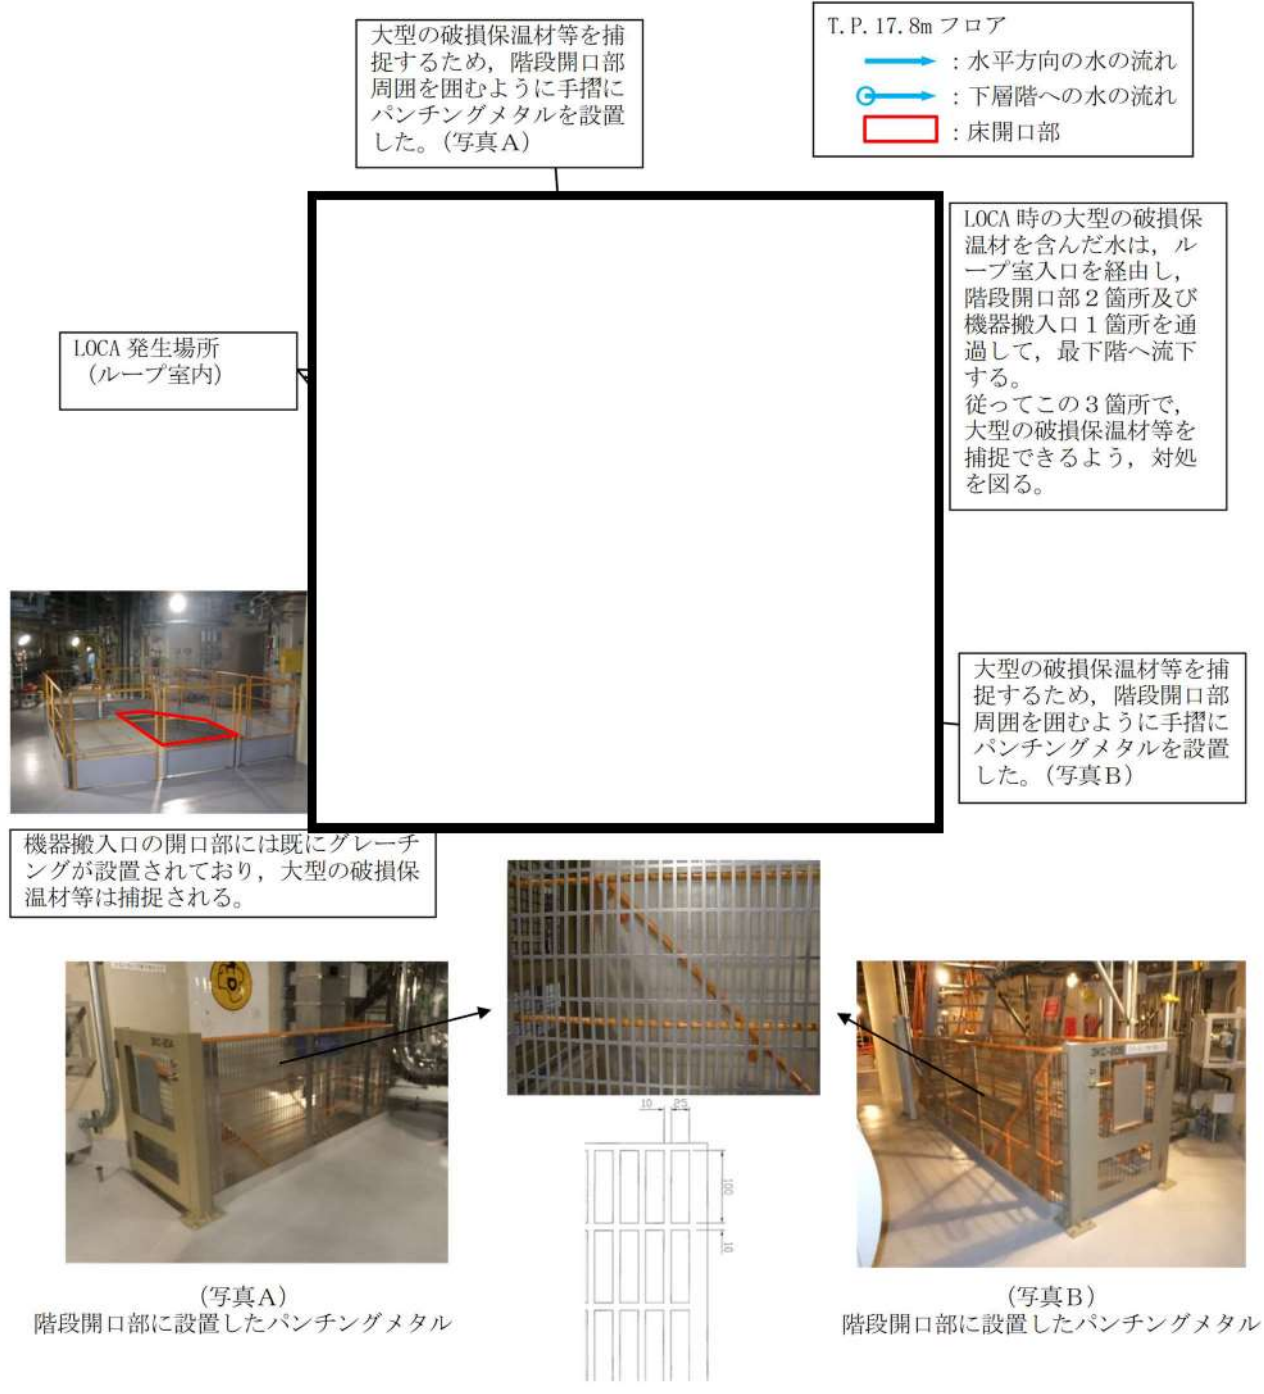 大型の破損保温材等を捕
捉するため，階段開口部
周囲を囲むように手摺に
パンチングメタルを設置
した。（写真Ａ）
T.P.17.8m フロア
：水平方向の水の流れ
：下層階への水の流れ
：床開口部
LOCA 時の大型の破損保
温材を含んだ水は，ル
ープ室入口を経由し，
階段開口部２箇所及び
機器搬入口１箇所を通
過して，最下階へ流下
する。
従ってこの３箇所で，
大型の破損保温材等を
捕捉できるよう，対処
を図る。
LOCA 発生場所
（ループ室内）
大型の破損保温材等を捕
捉するため，階段開口部
周囲を囲むように手摺に
パンチングメタルを設置
した。（写真Ｂ）
機器搬入口の開口部には既にグレーチ
ングが設置されており，大型の破損保
温材等は捕捉される。
10 25
100
10
（写真Ａ）
階段開口部に設置したパンチングメタル
（写真Ｂ）
階段開口部に設置したパンチングメタル